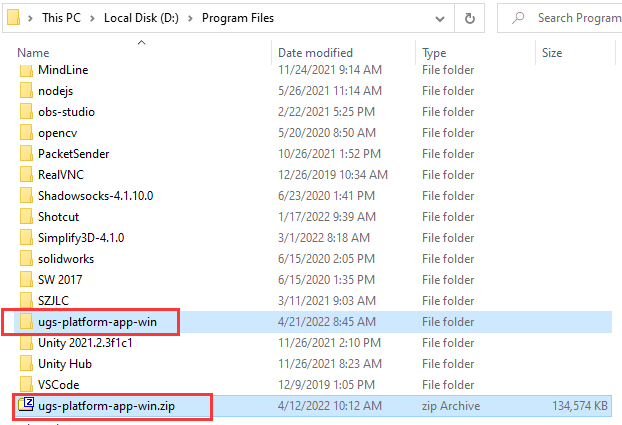 This PC > Local Disk (D:) > Program Files
Search Program
Name Date modified Type Size
MindLine 11/24/2021 9:14 AM File folder
nodejs 5/26/2021 11:14 AM File folder
obs-studio 2/22/2021 5:25 PM File folder
opencv 5/20/2020 8:50 AM File folder
PacketSender 10/26/2021 1:52 PM File folder
RealVNC 12/26/2019 10:34 AM File folder
Shadowsocks-4.1.10.0 6/23/2020 1:41 PM File folder
Shotcut 1/17/2022 9:39 AM File folder
Simplify3D-4.1.0 3/1/2022 8:18 AM File folder
solidworks 6/15/2020 2:05 PM File folder
SW 2017 6/15/2020 1:35 PM File folder
SZJLC 3/11/2021 9:03 AM File folder
ugs-platform-app-win 4/21/2022 8:45 AM File folder
Unity 2021.2.3f1c1 11/26/2021 2:10 PM File folder
Unity Hub 11/26/2021 8:23 AM File folder
VSCode 12/9/2019 1:05 PM File folder
ugs-platform-app-win.zip 4/12/2022 10:12 AM zip Archive 134,574 KB